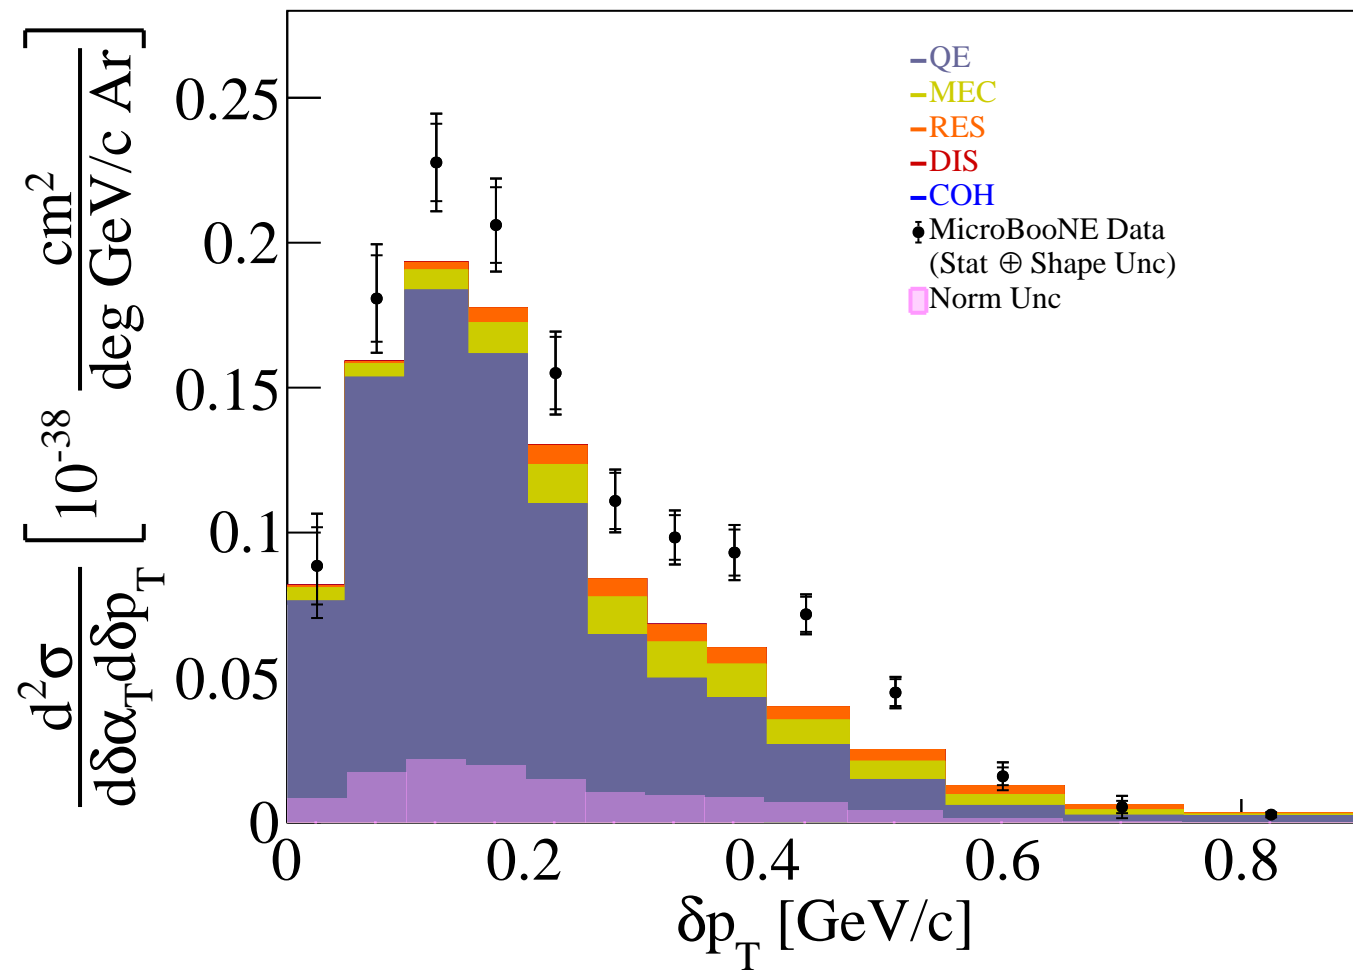 d²σ / dδα_T dδp_T [10⁻³⁸ cm² / deg GeV/c Ar]
0.25
0.2
0.15
0.1
0.05
0
QE
MEC
RES
DIS
COH
MicroBooNE Data
(Stat ⊕ Shape Unc)
Norm Unc
0 0.2 0.4 0.6 0.8
δp_T [GeV/c]